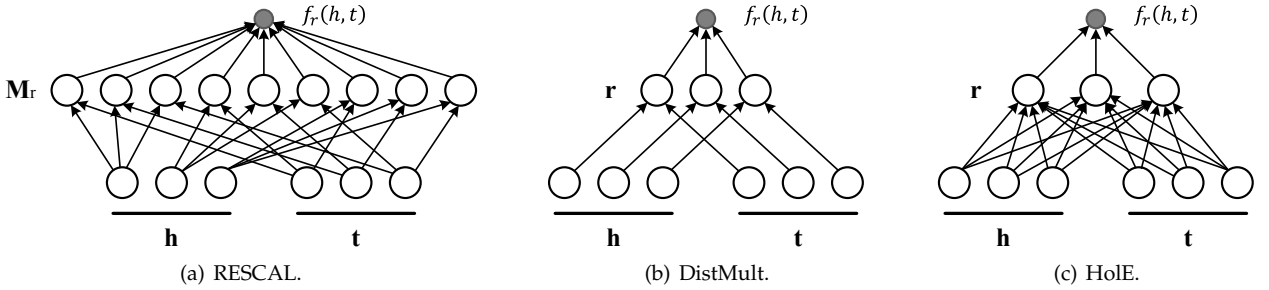 f_r(h, t) f_r(h, t) f_r(h, t)
M_r r r
h t h t h t
(a) RESCAL. (b) DistMult. (c) HolE.